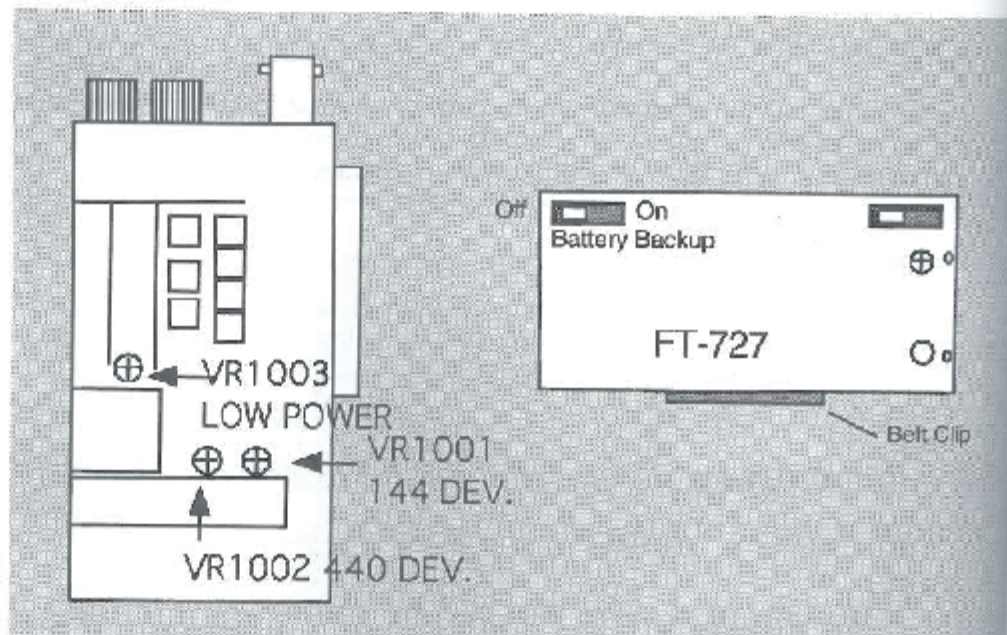 VR1003
LOW POWER
VR1001
144 DEV.
VR1002 440 DEV.
Off
On
Battery Backup
FT-727
Belt Clip